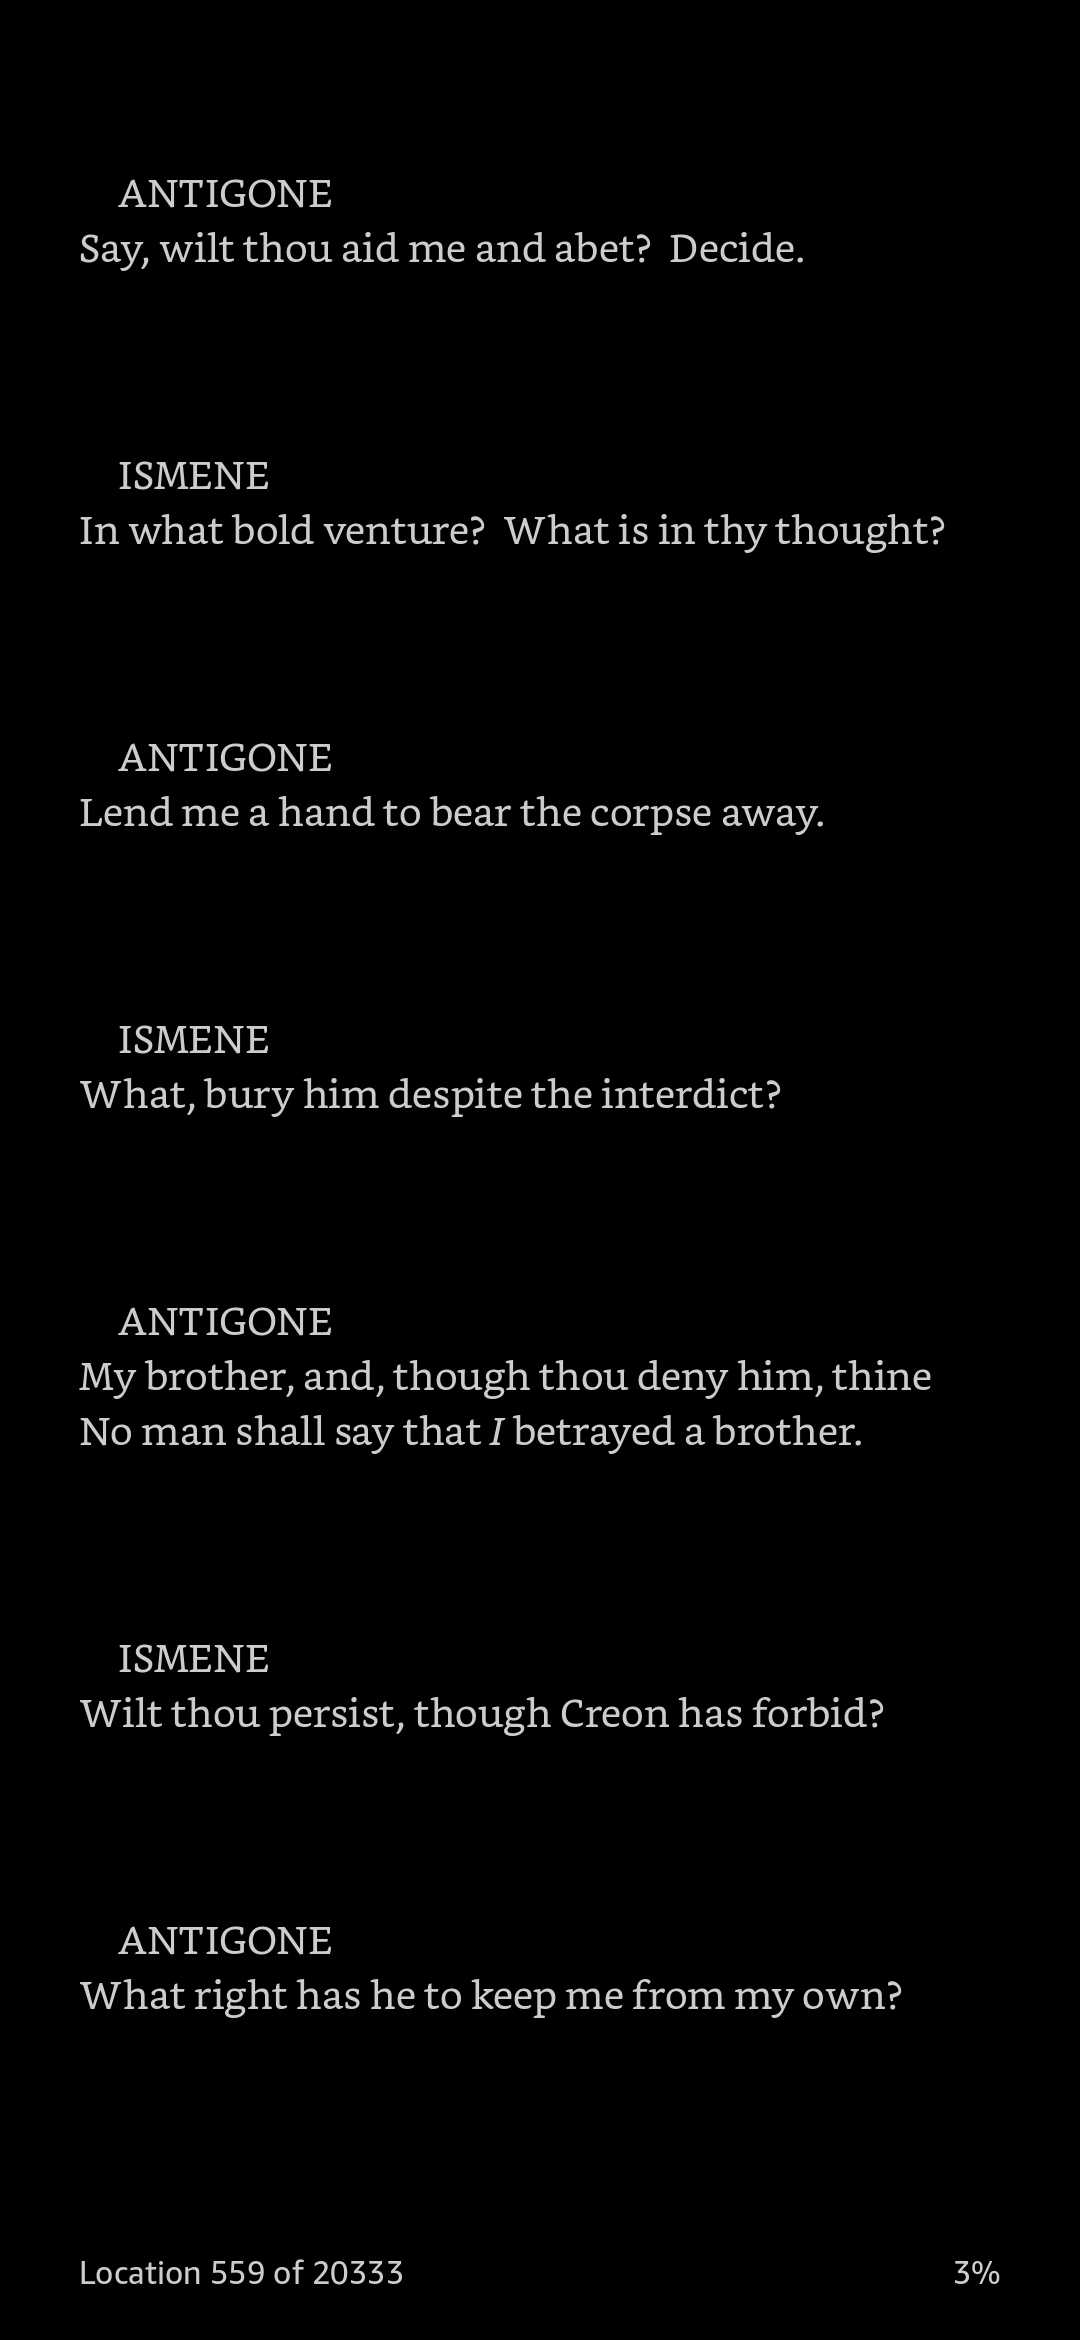 ANTIGONE
Say, wilt thou aid me and abet?  Decide.
ISMENE
In what bold venture?  What is in thy thought?
ANTIGONE
Lend me a hand to bear the corpse away.
ISMENE
What, bury him despite the interdict?
ANTIGONE
My brother, and, though thou deny him, thine
No man shall say that I betrayed a brother.
ISMENE
Wilt thou persist, though Creon has forbid?
ANTIGONE
What right has he to keep me from my own?
Location 559 of 20333 3%